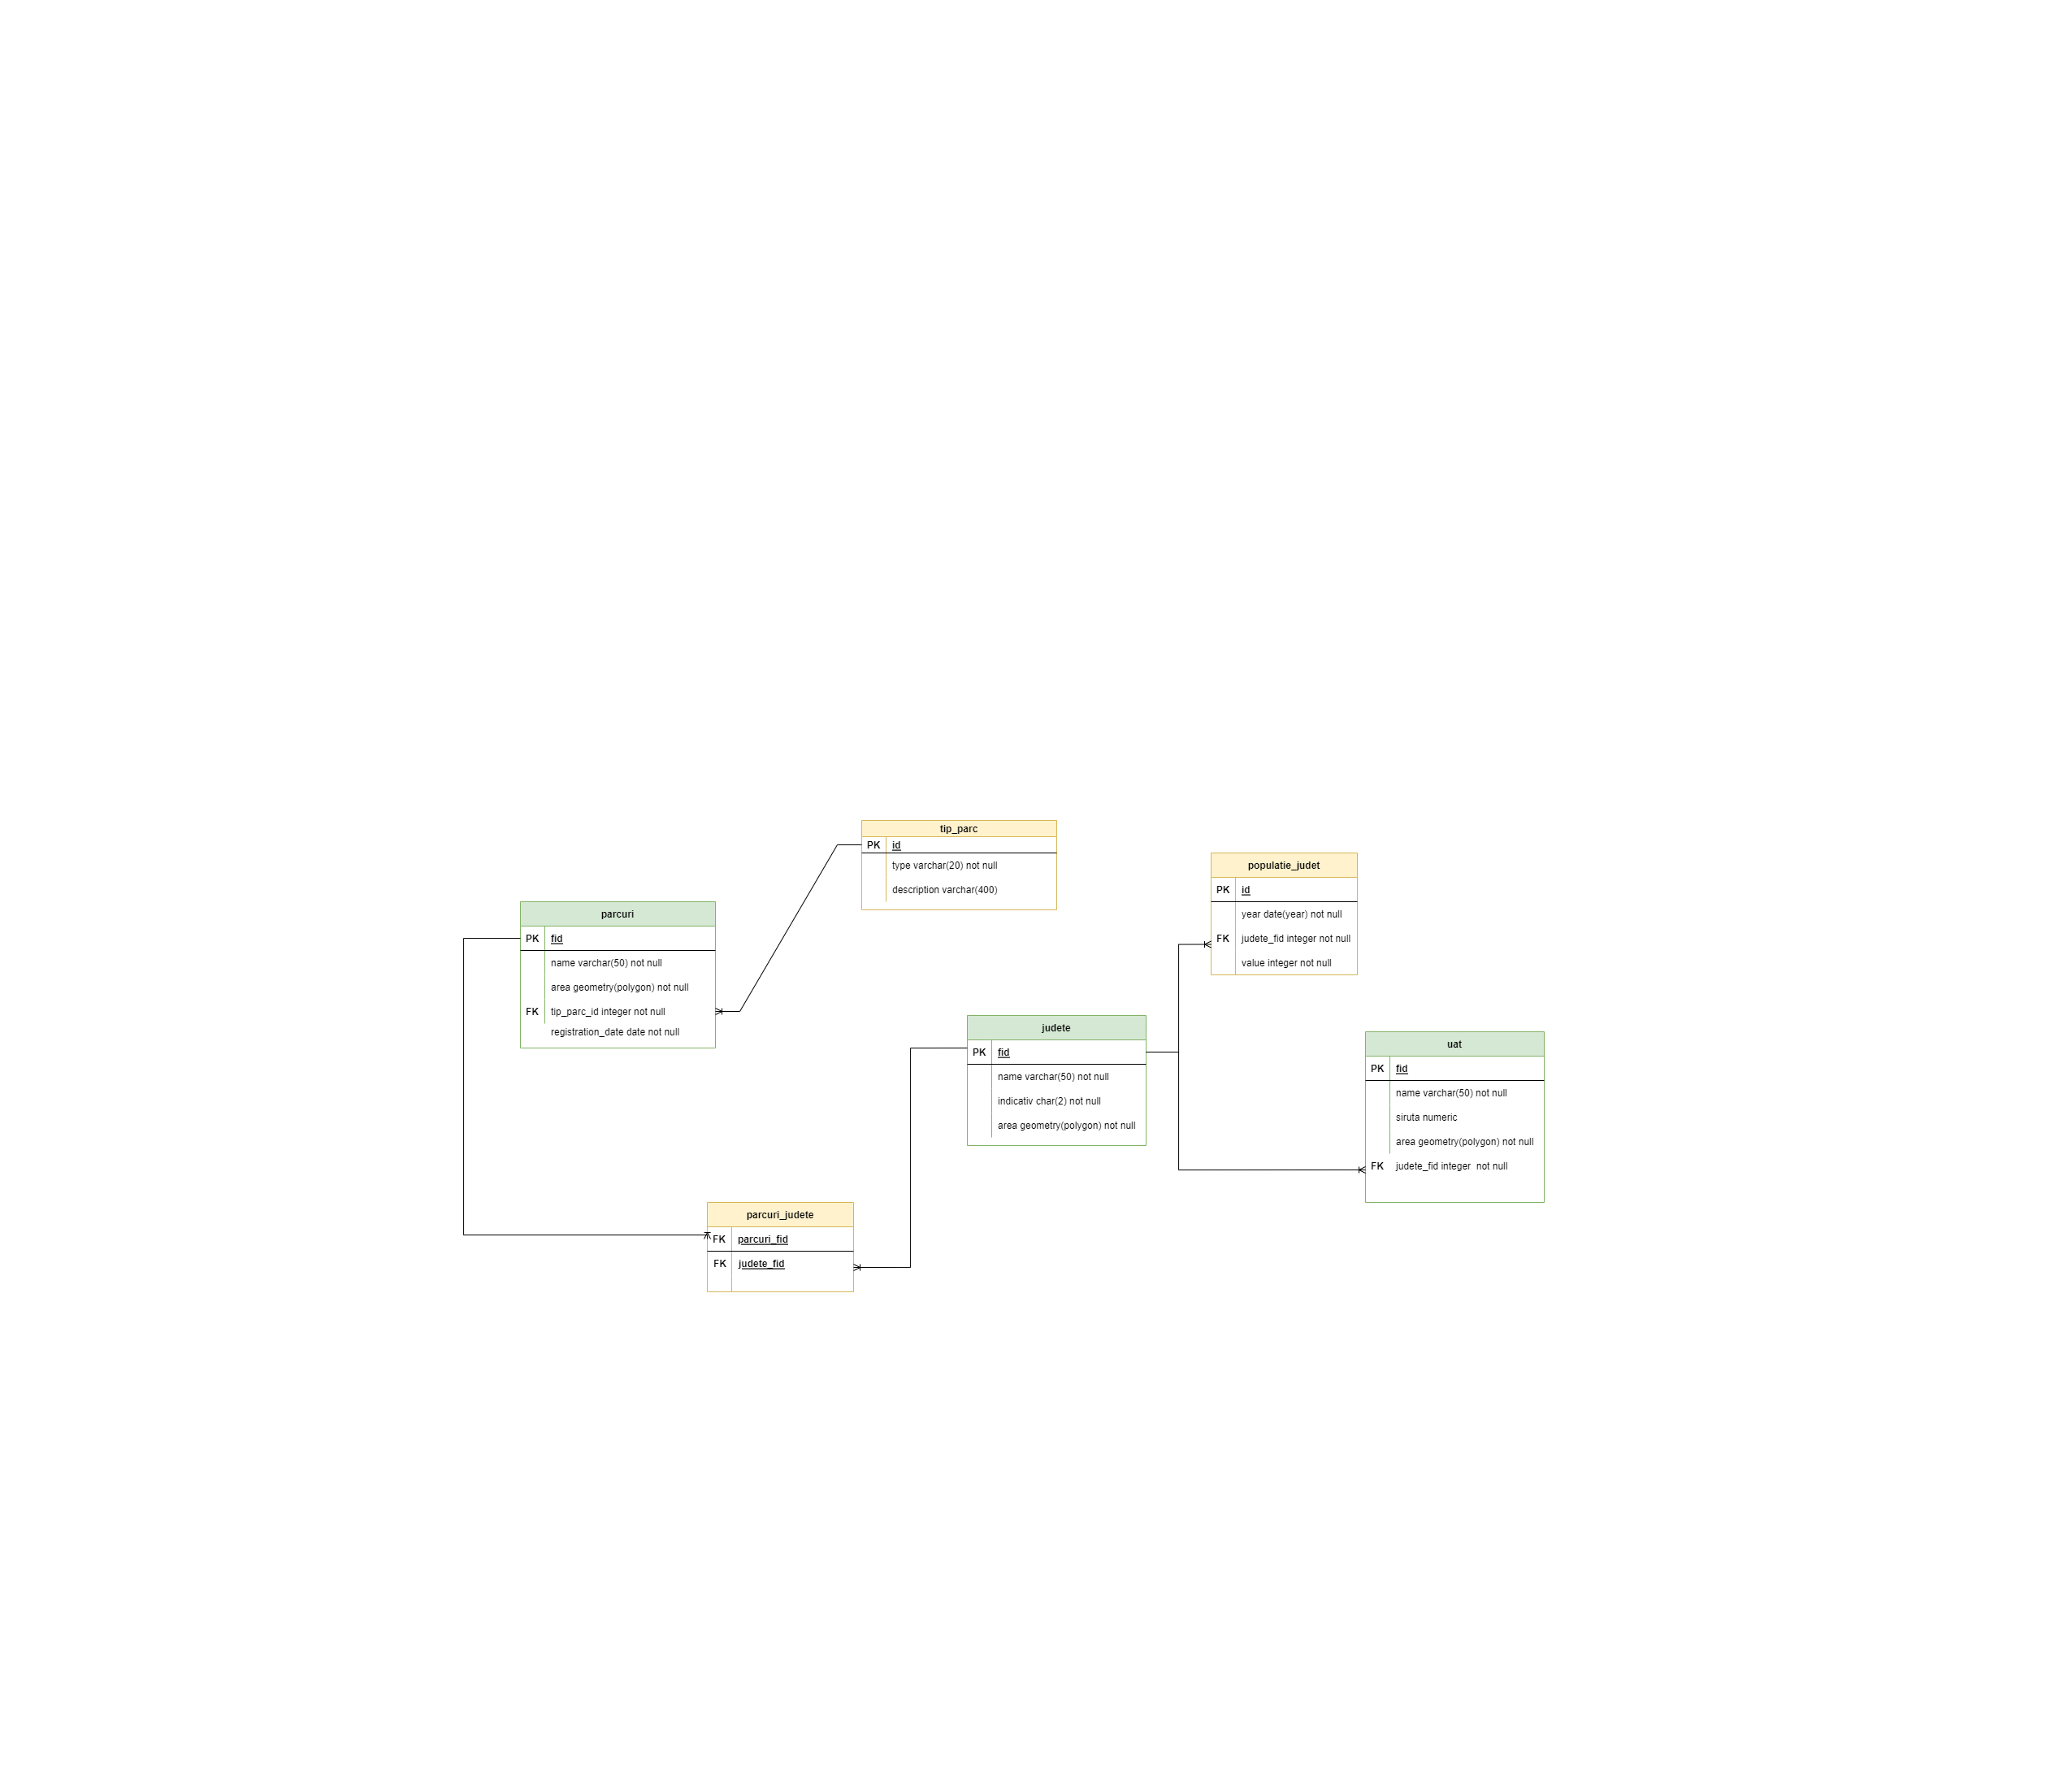 tip_parc
PK id
type varchar(20) not null
description varchar(400)
populatie_judet
PK id
year date(year) not null
FK judete_fid integer not null
value integer not null
parcuri
PK fid
name varchar(50) not null
area geometry(polygon) not null
FK tip_parc_id integer not null
registration_date date not null
judete
PK fid
name varchar(50) not null
indicativ char(2) not null
area geometry(polygon) not null
uat
PK fid
name varchar(50) not null
siruta numeric
area geometry(polygon) not null
FK judete_fid integer not null
parcuri_judete
FK parcuri_fid
FK judete_fid